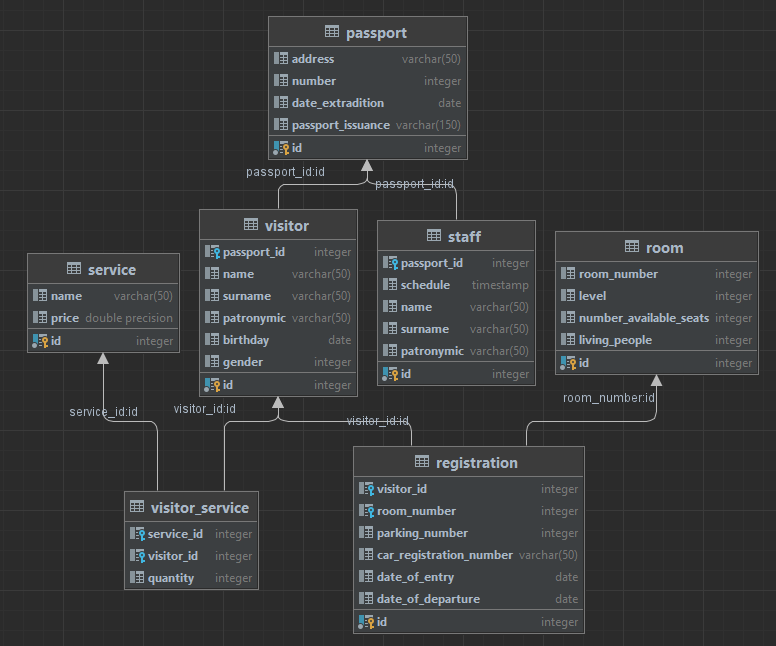 passport
address varchar(50)
number integer
date_extradition date
passport_issuance varchar(150)
id integer
passport_id:id
passport_id:id
visitor
passport_id integer
name varchar(50)
surname varchar(50)
patronymic varchar(50)
birthday date
gender integer
id integer
staff
passport_id integer
schedule timestamp
name varchar(50)
surname varchar(50)
patronymic varchar(50)
id integer
room
room_number integer
level integer
number_available_seats integer
living_people integer
id integer
service
name varchar(50)
price double precision
id integer
service_id:id
visitor_id:id
visitor_id:id
room_number:id
visitor_service
service_id integer
visitor_id integer
quantity integer
registration
visitor_id integer
room_number integer
parking_number integer
car_registration_number varchar(50)
date_of_entry date
date_of_departure date
id integer